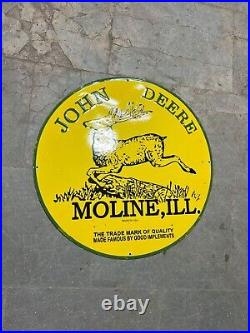 JOHN DEERE
MOLINE, ILL.
THE TRADE MARK OF QUALITY
MADE FAMOUS BY GOOD IMPLEMENTS